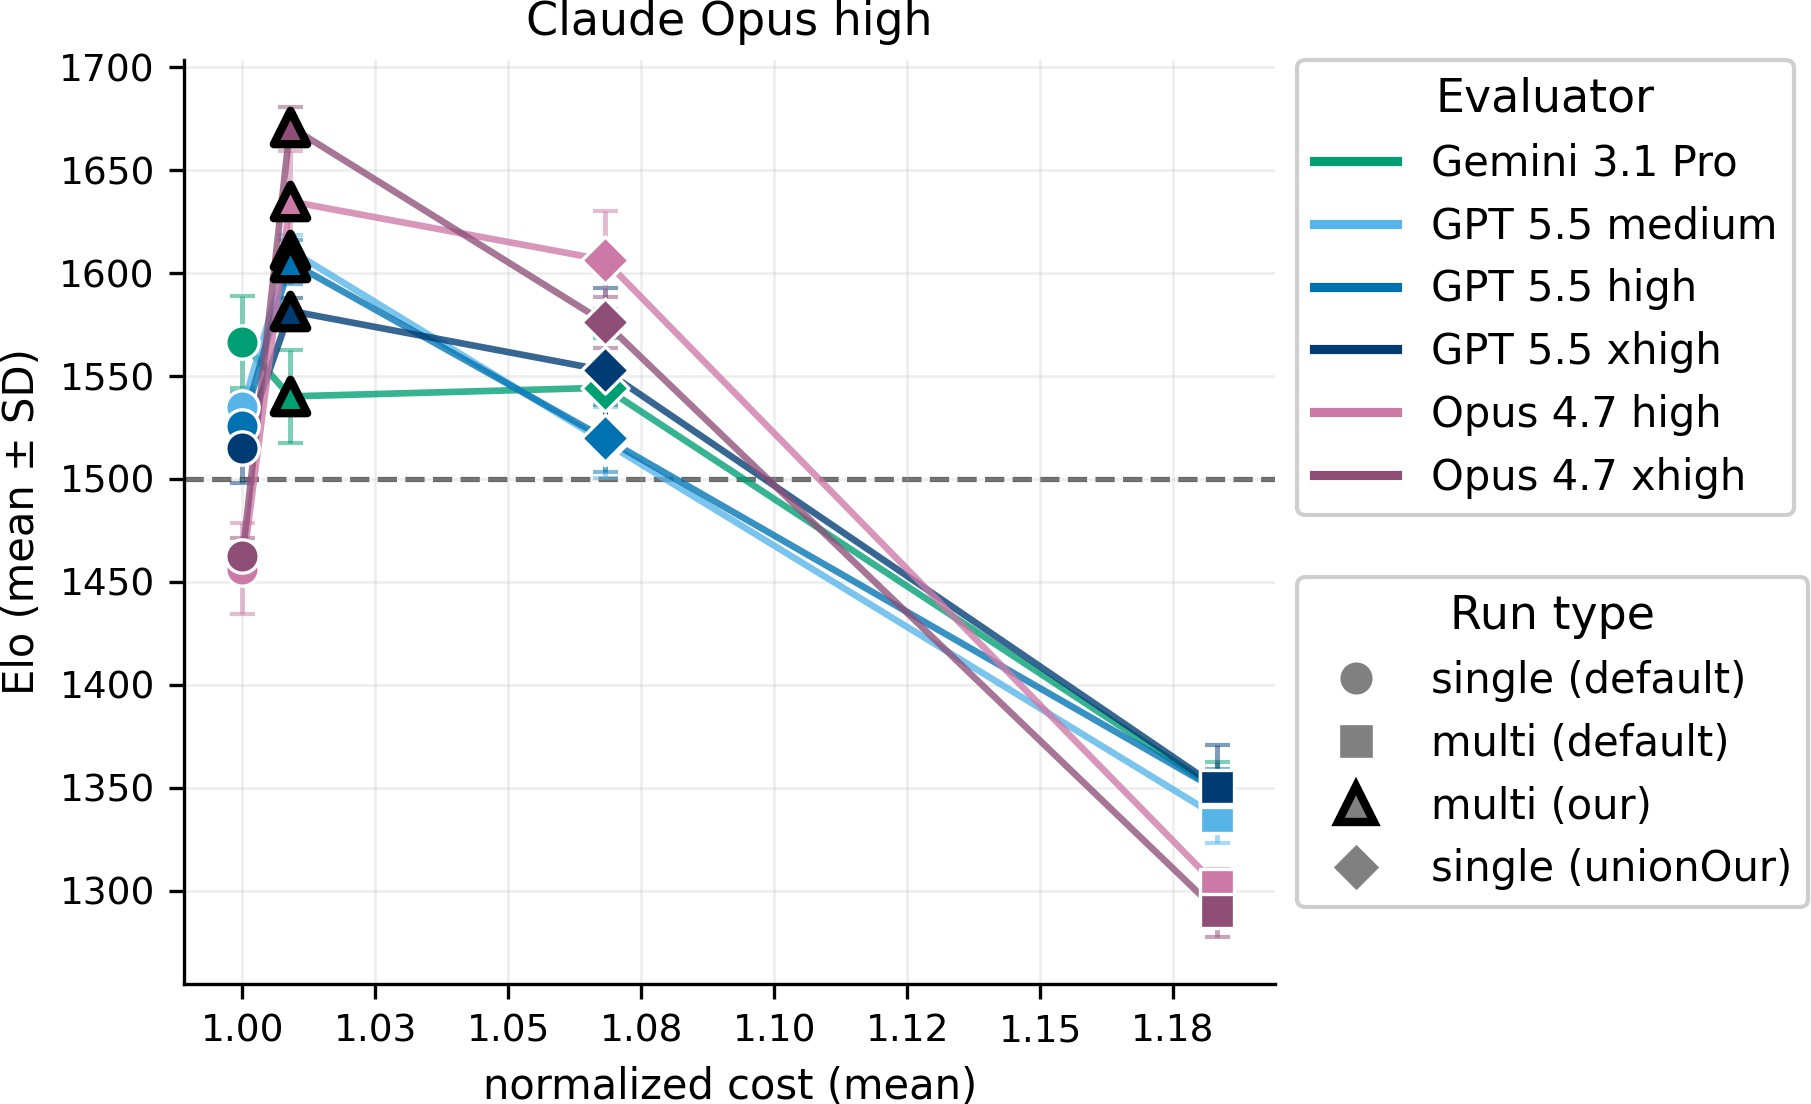 Claude Opus high
Elo (mean ± SD)
1700
1650
1600
1550
1500
1450
1400
1350
1300
1.00 1.03 1.05 1.08 1.10 1.12 1.15 1.18
normalized cost (mean)
Evaluator
Gemini 3.1 Pro
GPT 5.5 medium
GPT 5.5 high
GPT 5.5 xhigh
Opus 4.7 high
Opus 4.7 xhigh
Run type
single (default)
multi (default)
multi (our)
single (unionOur)